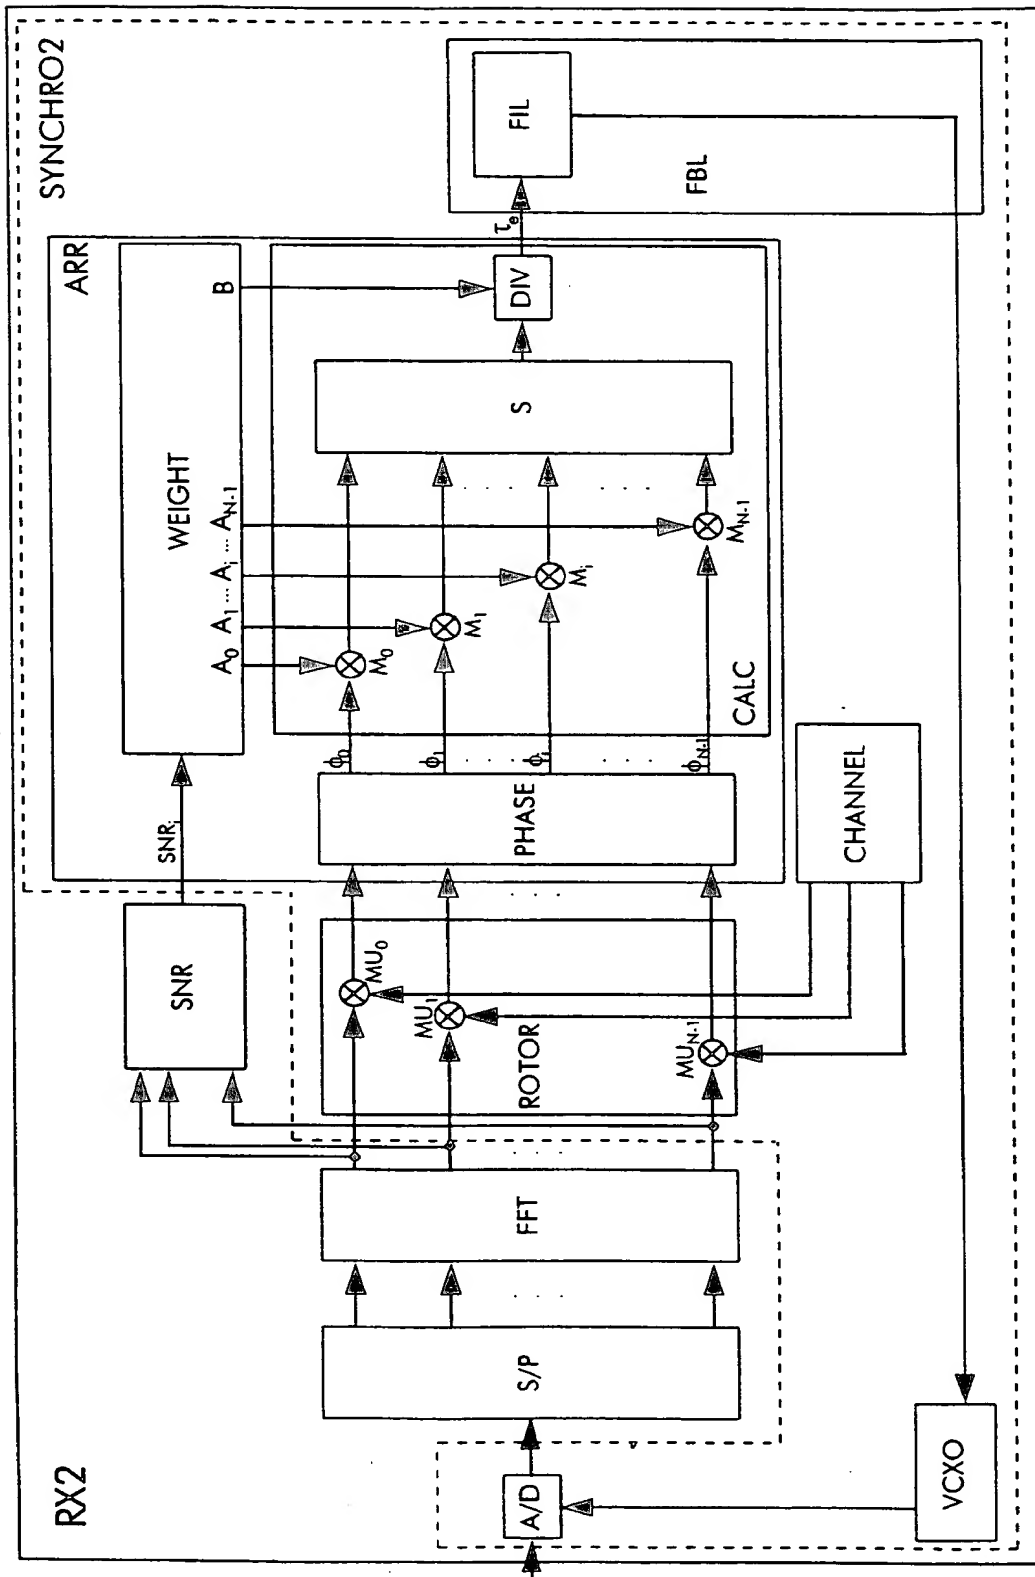 RX2
SYNCHRO2
SNR
SNRi
ARR
WEIGHT
A0 A1 ... Ai ... AN-1 B
A/D
S/P
FFT
ROTOR
MU0
MU1
MUN-1
PHASE
ϕ0
ϕ1
ϕi
ϕN-1
M0
M1
Mi
MN-1
CALC
S
DIV
τe
FIL
FBL
CHANNEL
VCXO